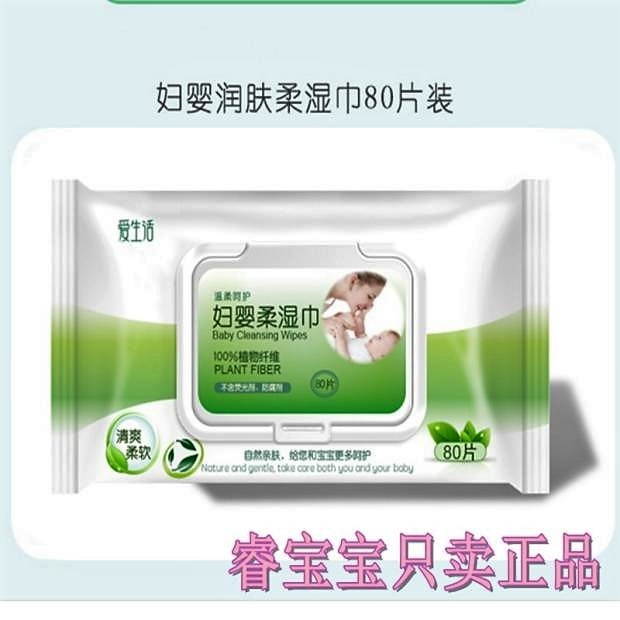 妇婴润肤柔湿巾80片装
爱生活
温柔呵护
妇婴柔湿巾
Baby Cleansing Wipes
100%植物纤维
PLANT FIBER
不含荧光剂、防腐剂
80片
清爽
柔软
自然亲肤，给您和宝宝更多呵护
Nature and gentle, take care both you and your baby
80片
睿宝宝只卖正品